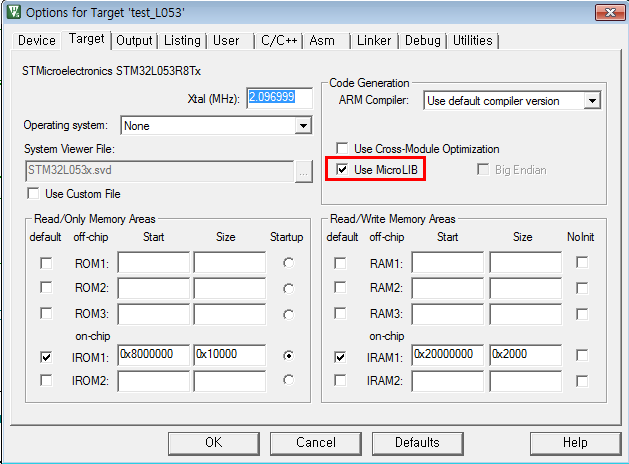 Options for Target 'test_L053'
Device Target Output Listing User C/C++ Asm Linker Debug Utilities
STMicroelectronics STM32L053R8Tx
Xtal (MHz): 2.096999
Operating system: None
System Viewer File:
STM32L053x.svd ...
Use Custom File
Code Generation
ARM Compiler: Use default compiler version
Use Cross-Module Optimization
Use MicroLIB Big Endian
Read/Only Memory Areas
default off-chip Start Size Startup
ROM1:
ROM2:
ROM3:
on-chip
IROM1: 0x8000000 0x10000
IROM2:
Read/Write Memory Areas
default off-chip Start Size NoInit
RAM1:
RAM2:
RAM3:
on-chip
IRAM1: 0x20000000 0x2000
IRAM2:
OK Cancel Defaults Help